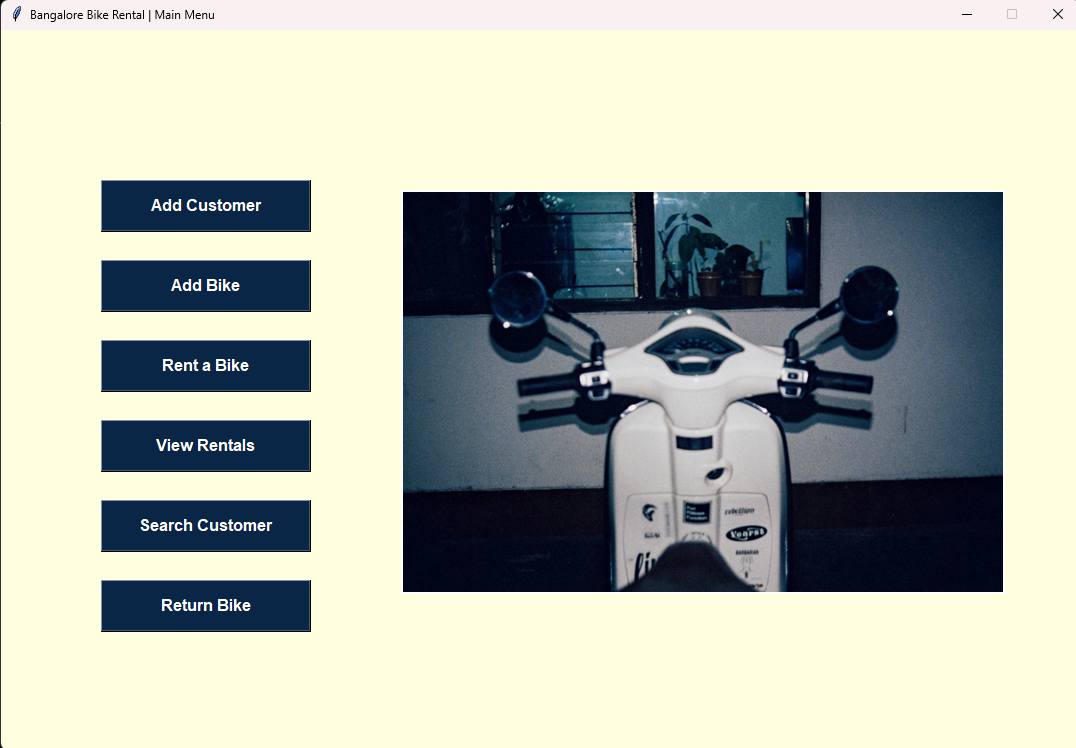 Bangalore Bike Rental | Main Menu
Add Customer
Add Bike
Rent a Bike
View Rentals
Search Customer
Return Bike